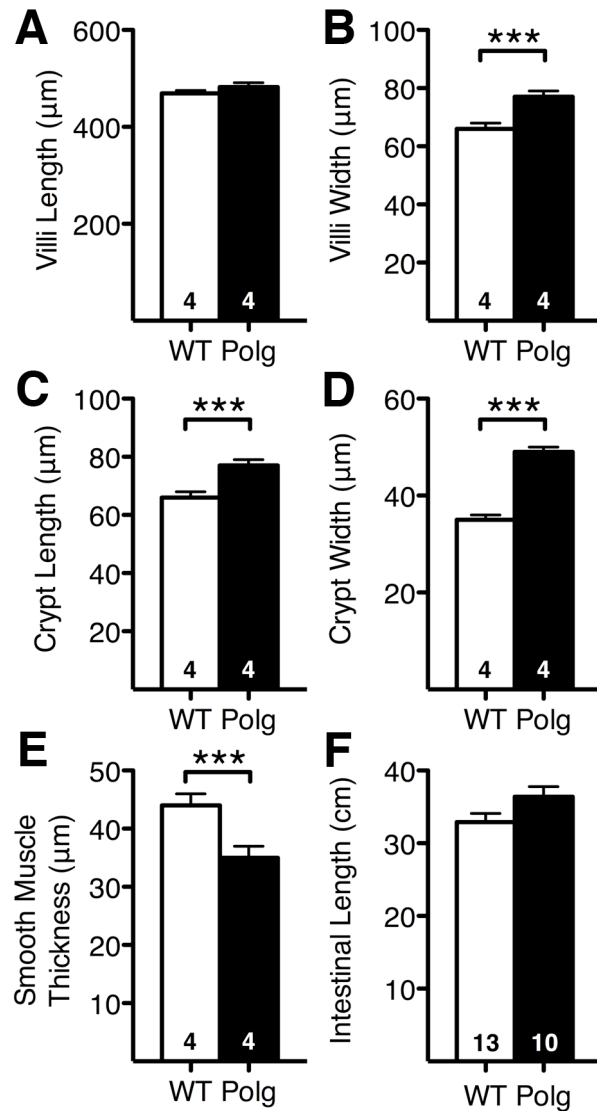 A
600
400
200
Villi Length (µm)
4 4
WT Polg
B
100
80
60
40
20
Villi Width (µm)
***
4 4
WT Polg
C
100
80
60
40
20
Crypt Length (µm)
***
4 4
WT Polg
D
60
40
20
Crypt Width (µm)
***
4 4
WT Polg
E
50
40
30
20
10
Smooth Muscle
Thickness (µm)
***
4 4
WT Polg
F
40
30
20
10
Intestinal Length (cm)
13 10
WT Polg